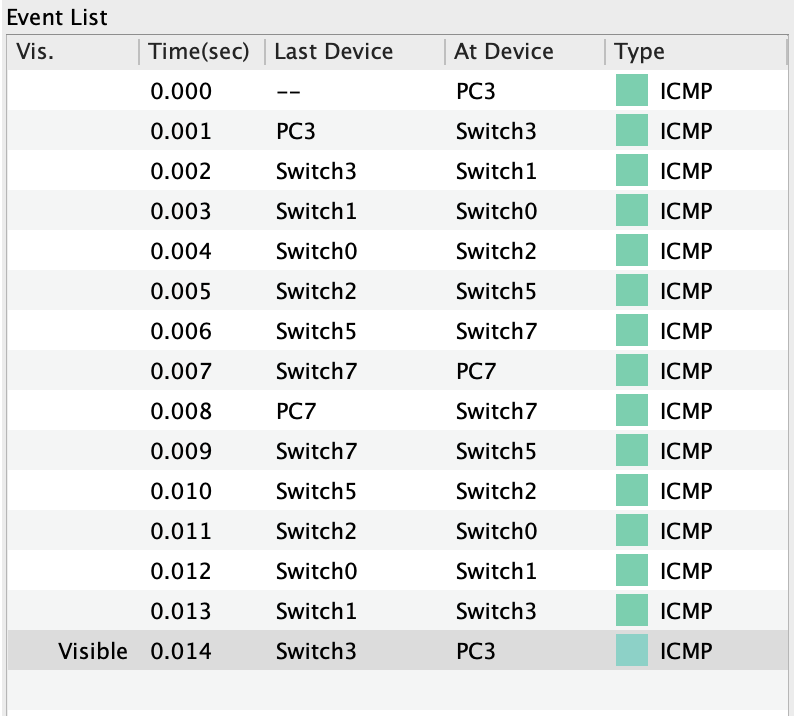 Event List
Vis. Time(sec) Last Device At Device Type
0.000 -- PC3 ICMP
0.001 PC3 Switch3 ICMP
0.002 Switch3 Switch1 ICMP
0.003 Switch1 Switch0 ICMP
0.004 Switch0 Switch2 ICMP
0.005 Switch2 Switch5 ICMP
0.006 Switch5 Switch7 ICMP
0.007 Switch7 PC7 ICMP
0.008 PC7 Switch7 ICMP
0.009 Switch7 Switch5 ICMP
0.010 Switch5 Switch2 ICMP
0.011 Switch2 Switch0 ICMP
0.012 Switch0 Switch1 ICMP
0.013 Switch1 Switch3 ICMP
Visible 0.014 Switch3 PC3 ICMP